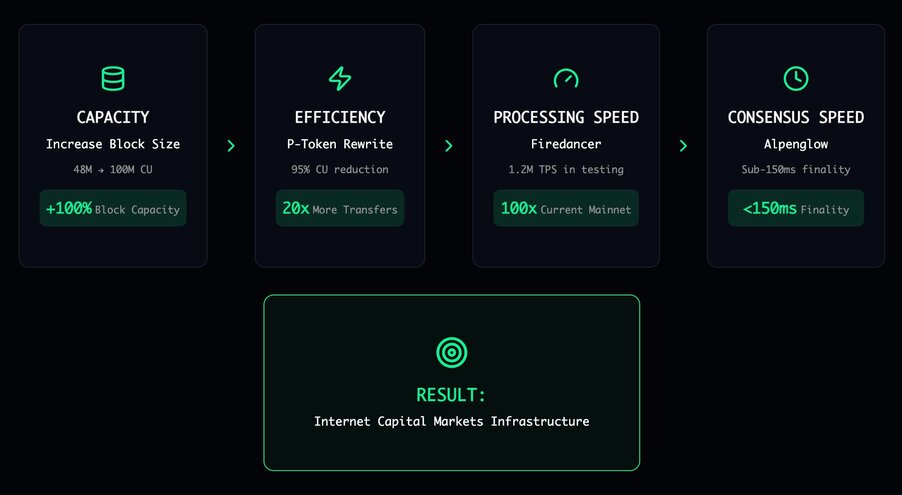 CAPACITY
Increase Block Size
48M → 100M CU
+100% Block Capacity
EFFICIENCY
P-Token Rewrite
95% CU reduction
20x More Transfers
PROCESSING SPEED
Firedancer
1.2M TPS in testing
100x Current Mainnet
CONSENSUS SPEED
Alpenglow
Sub-150ms finality
<150ms Finality
RESULT:
Internet Capital Markets Infrastructure